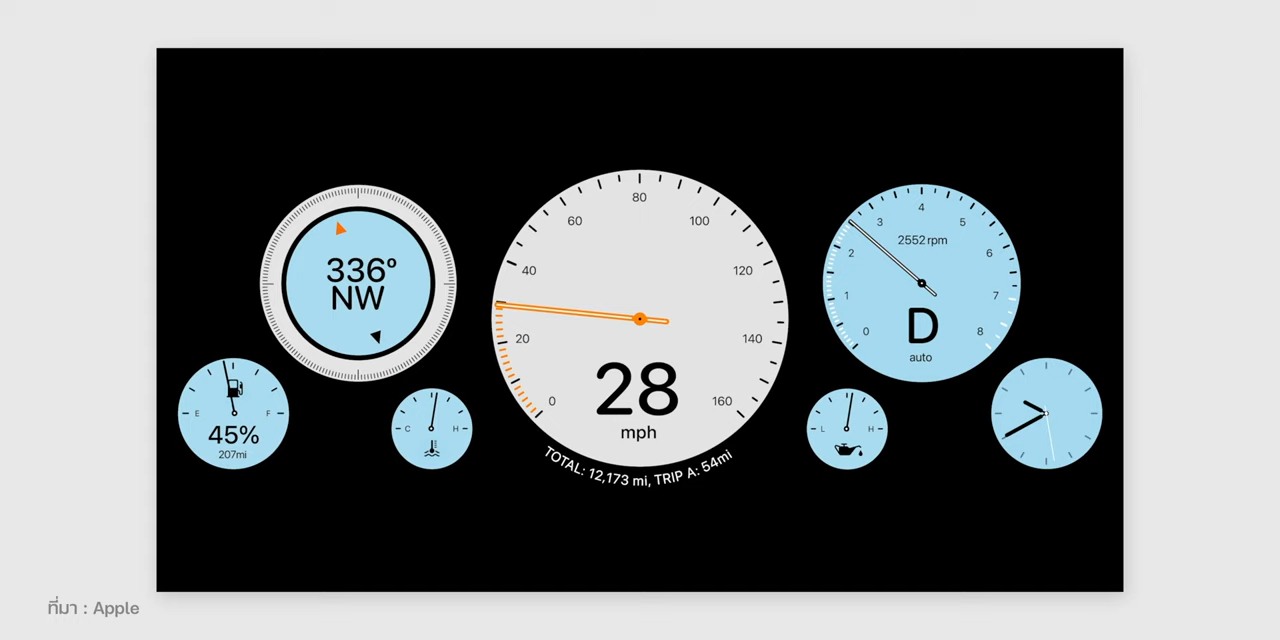 336°
NW
E
F
45%
207mi
C
H
0
20
40
60
80
100
120
140
160
28
mph
TOTAL: 12,173 mi, TRIP A: 54mi
0
1
2
3
4
5
6
7
8
2552 rpm
D
auto
L
H
ที่มา : Apple